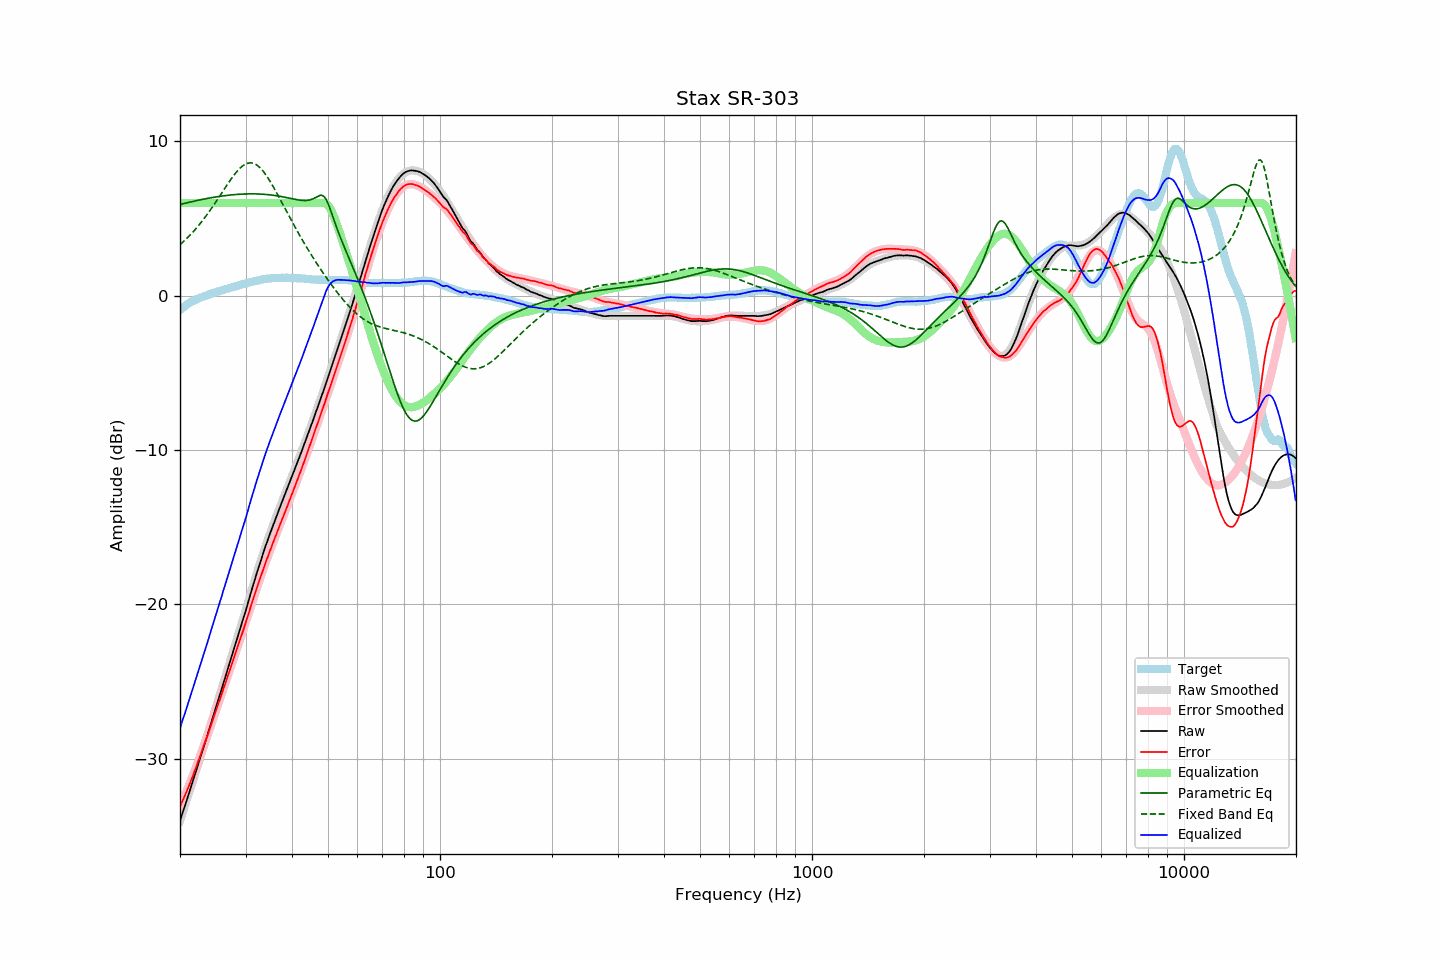 Stax SR-303
Amplitude (dBr)
10
0
−10
−20
−30
100
1000
10000
Frequency (Hz)
Target
Raw Smoothed
Error Smoothed
Raw
Error
Equalization
Parametric Eq
Fixed Band Eq
Equalized